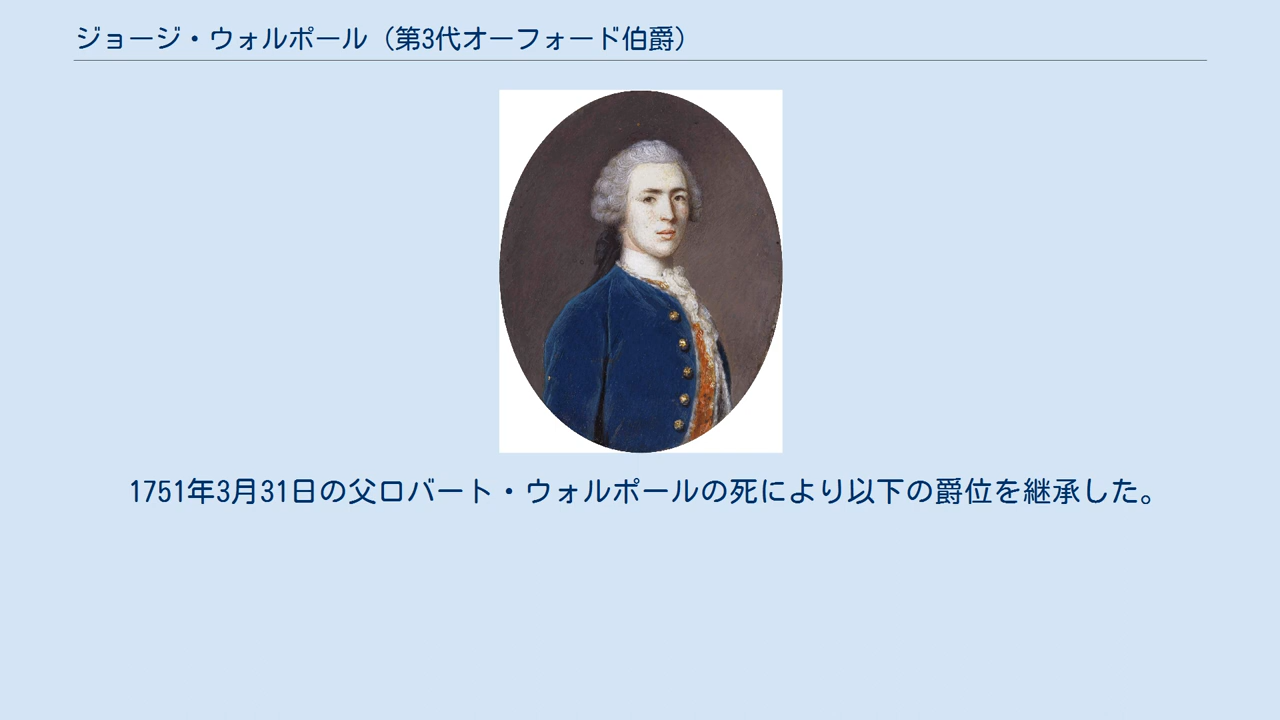 ジョージ・ウォルポール（第3代オーフォード伯爵）
1751年3月31日の父ロバート・ウォルポールの死により以下の爵位を継承した。